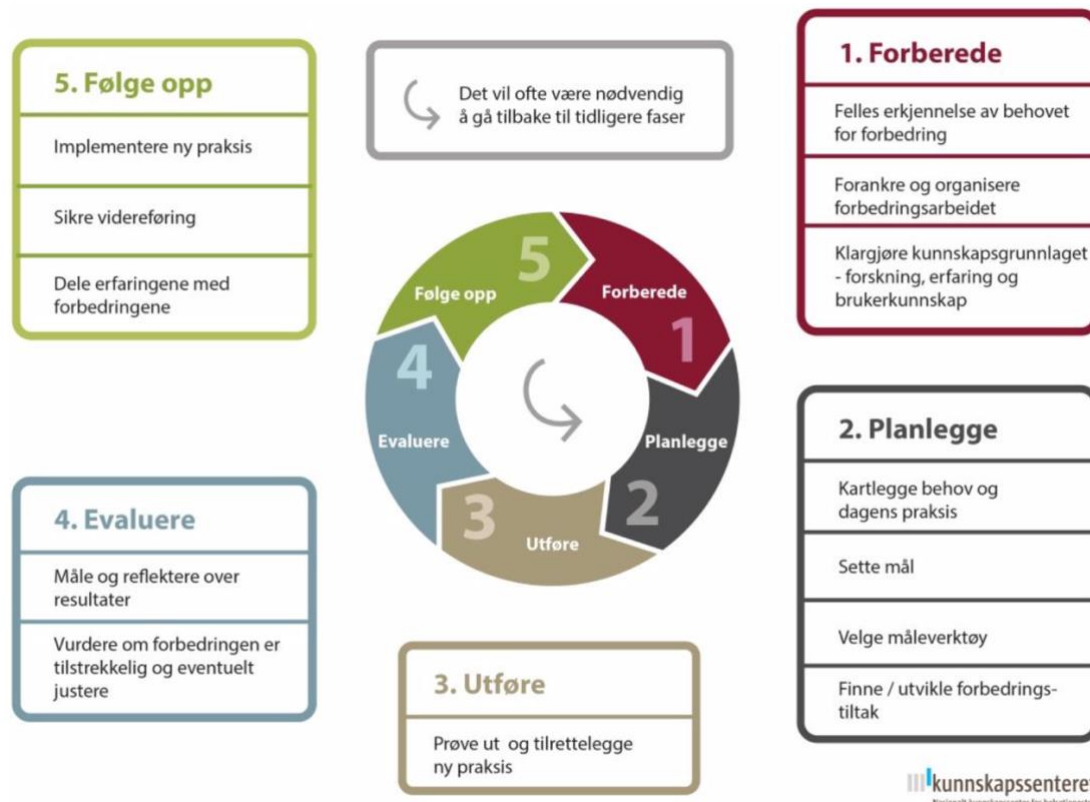 5. Følge opp
Implementere ny praksis
Sikre videreføring
Dele erfaringene med
forbedringene
Det vil ofte være nødvendig
å gå tilbake til tidligere faser
1. Forberede
Felles erkjennelse av behovet
for forbedring
Forankre og organisere
forbedringsarbeidet
Klargjøre kunnskapsgrunnlaget
- forskning, erfaring og
brukerkunnskap
5
Følge opp
Forberede
1
4
Evaluere
Planlegge
2
3
Utføre
2. Planlegge
Kartlegge behov og
dagens praksis
Sette mål
Velge måleverktøy
Finne / utvikle forbedrings-
tiltak
4. Evaluere
Måle og reflektere over
resultater
Vurdere om forbedringen er
tilstrekkelig og eventuelt
justere
3. Utføre
Prøve ut og tilrettelegge
ny praksis
kunnskapssenteret